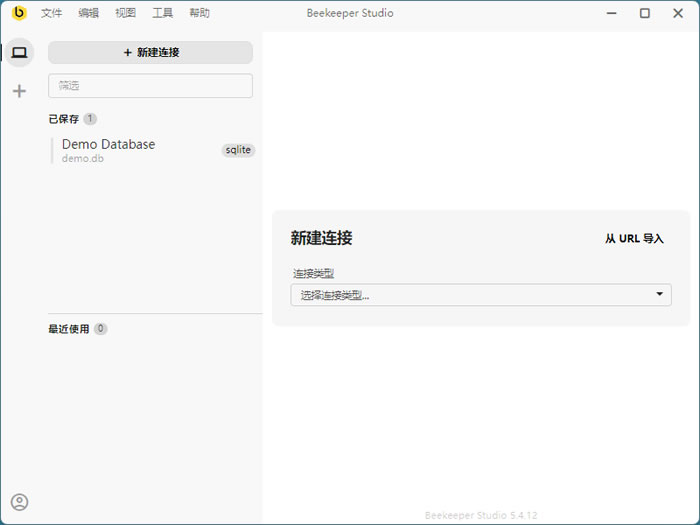 文件 编辑 视图 工具 帮助 Beekeeper Studio
+ 新建连接
筛选
已保存 1
Demo Database
demo.db
sqlite
最近使用 0
新建连接
从 URL 导入
连接类型
选择连接类型...
Beekeeper Studio 5.4.12